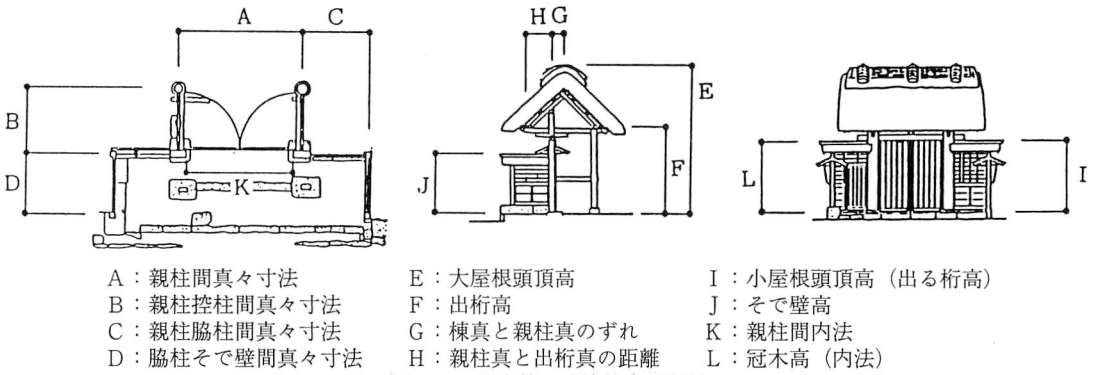 A
C
B
D
K
H G
E
F
J
L
I
A：親柱間真々寸法
B：親柱控柱間真々寸法
C：親柱脇柱間真々寸法
D：脇柱そで壁間真々寸法
E：大屋根頭頂高
F：出桁高
G：棟真と親柱真のずれ
H：親柱真と出桁真の距離
I：小屋根頭頂高（出る桁高）
J：そで壁高
K：親柱間内法
L：冠木高（内法）